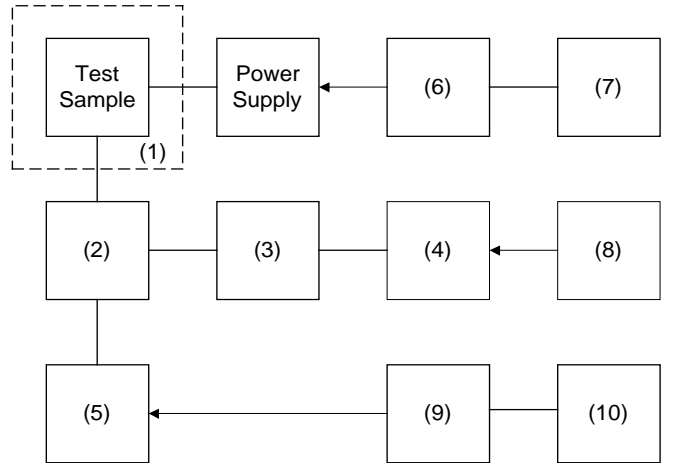 Test
Sample
Power
Supply
(6)
(7)
(1)
(2)
(3)
(4)
(8)
(5)
(9)
(10)